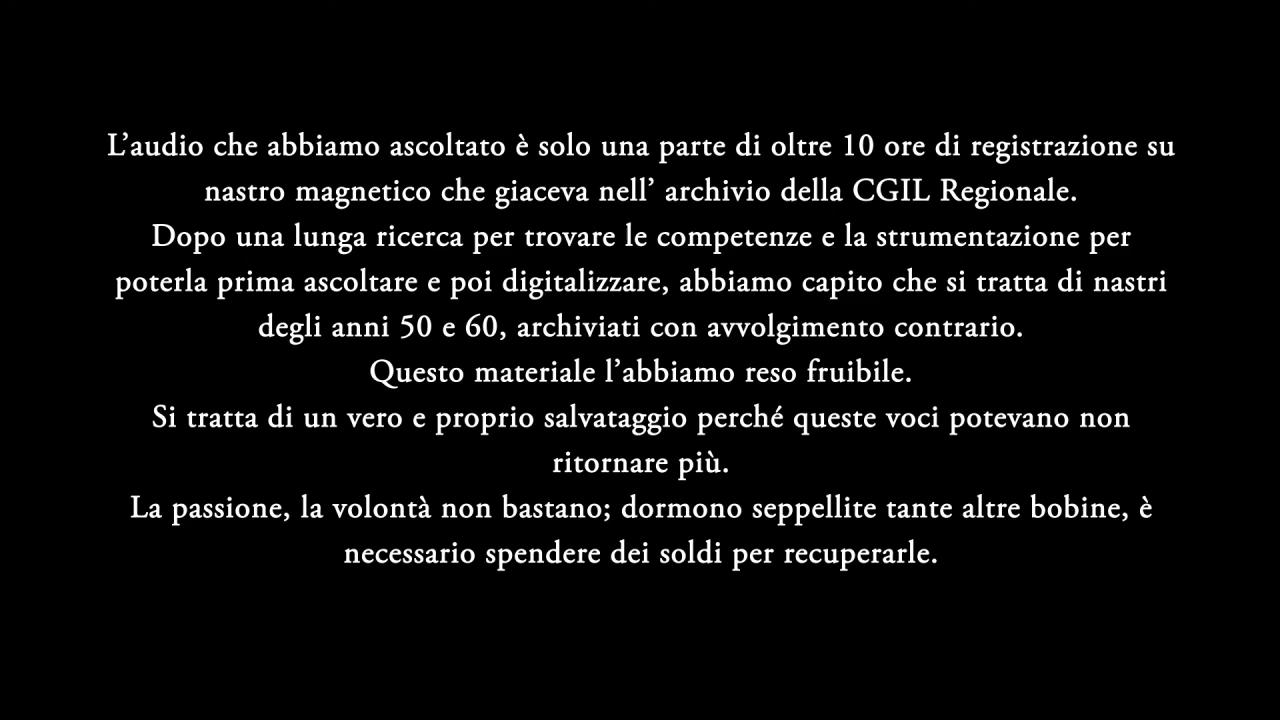 L’audio che abbiamo ascoltato è solo una parte di oltre 10 ore di registrazione su
nastro magnetico che giaceva nell’ archivio della CGIL Regionale.
Dopo una lunga ricerca per trovare le competenze e la strumentazione per
poterla prima ascoltare e poi digitalizzare, abbiamo capito che si tratta di nastri
degli anni 50 e 60, archiviati con avvolgimento contrario.
Questo materiale l’abbiamo reso fruibile.
Si tratta di un vero e proprio salvataggio perché queste voci potevano non
ritornare più.
La passione, la volontà non bastano; dormono seppellite tante altre bobine, è
necessario spendere dei soldi per recuperarle.